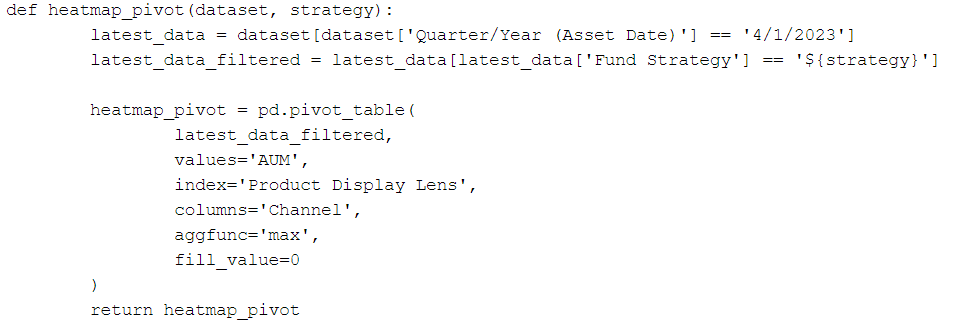 def heatmap_pivot(dataset, strategy):
        latest_data = dataset[dataset['Quarter/Year (Asset Date)'] == '4/1/2023']
        latest_data_filtered = latest_data[latest_data['Fund Strategy'] == '${strategy}']

        heatmap_pivot = pd.pivot_table(
                latest_data_filtered,
                values='AUM',
                index='Product Display Lens',
                columns='Channel',
                aggfunc='max',
                fill_value=0
        )
        return heatmap_pivot